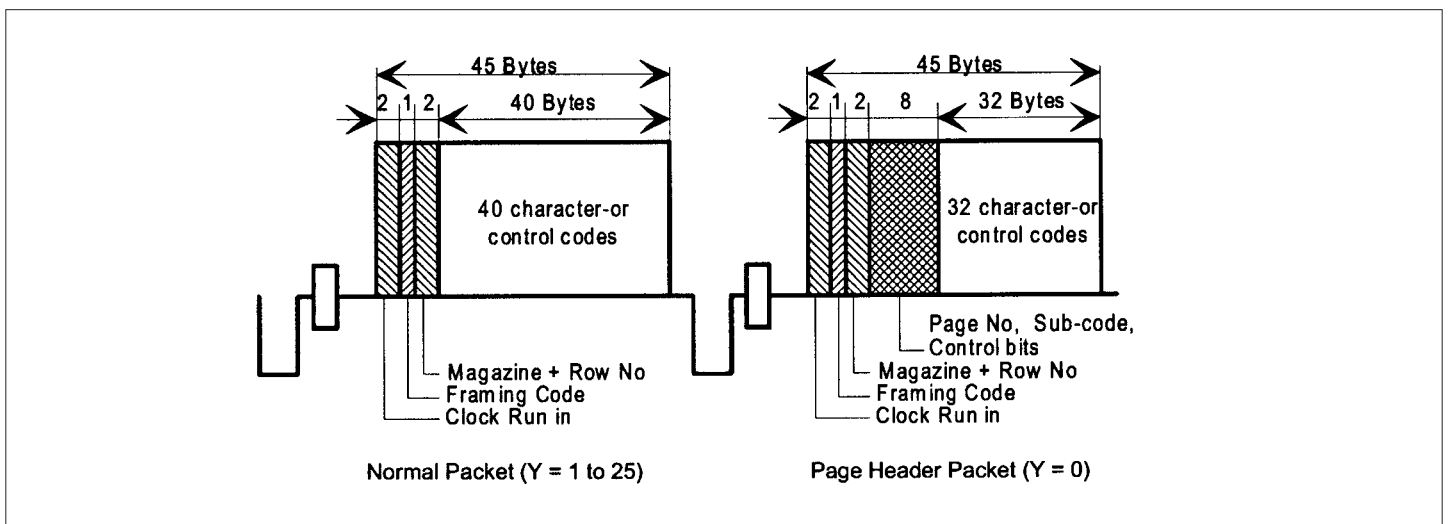 45 Bytes
2 1 2 40 Bytes
40 character-or
control codes
Magazine + Row No
Framing Code
Clock Run in
Normal Packet (Y = 1 to 25)
45 Bytes
2 1 2 8 32 Bytes
32 character-or
control codes
Page No, Sub-code,
Control bits
Magazine + Row No
Framing Code
Clock Run in
Page Header Packet (Y = 0)